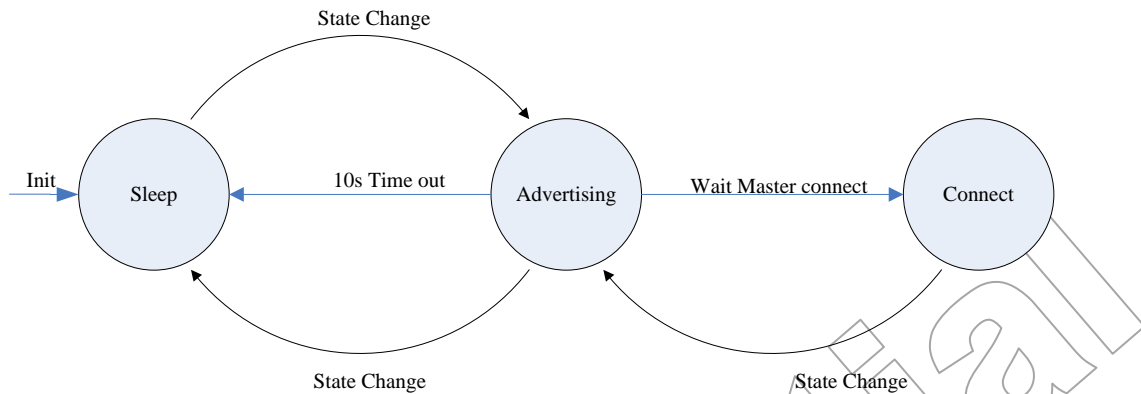 State Change
Init
Sleep
10s Time out
Advertising
Wait Master connect
Connect
State Change
State Change